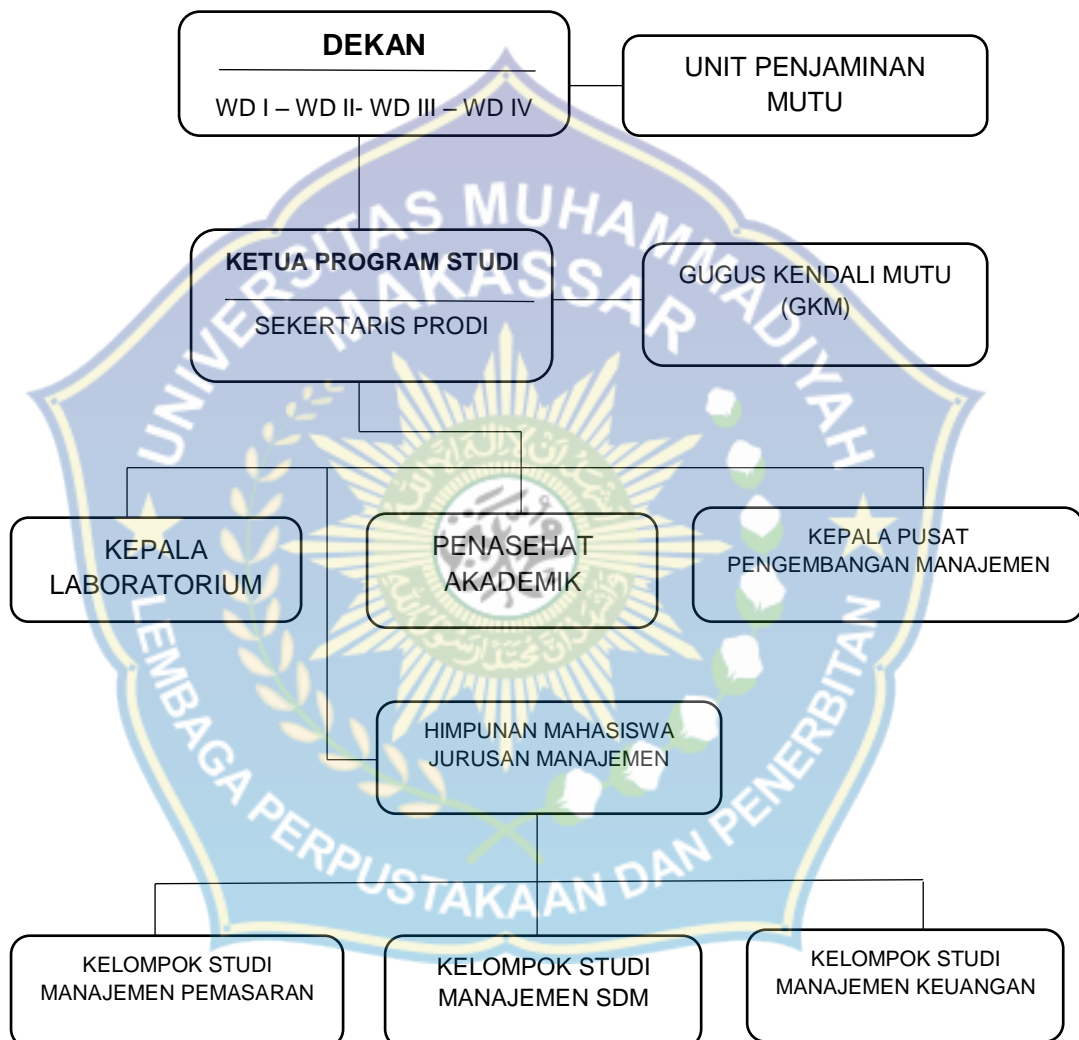 DEKAN
WD I – WD II- WD III – WD IV
UNIT PENJAMINAN
MUTU
UNIVERSITAS MUHAMMADIYAH
MAKASSAR
KETUA PROGRAM STUDI
SEKERTARIS PRODI
GUGUS KENDALI MUTU
(GKM)
KEPALA
LABORATORIUM
PENASEHAT
AKADEMIK
KEPALA PUSAT
PENGEMBANGAN MANAJEMEN
HIMPUNAN MAHASISWA
JURUSAN MANAJEMEN
LEMBAGA PERPUSTAKAAN DAN PENERBITAN
KELOMPOK STUDI
MANAJEMEN PEMASARAN
KELOMPOK STUDI
MANAJEMEN SDM
KELOMPOK STUDI
MANAJEMEN KEUANGAN